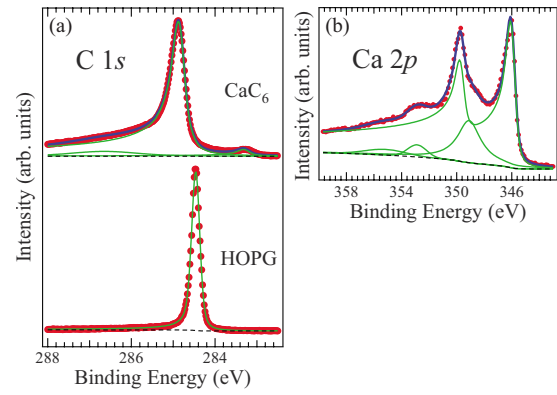 (a)
C 1s
CaC6
HOPG
Intensity (arb. units)
288
286
284
Binding Energy (eV)
(b)
Ca 2p
Intensity (arb. units)
358
354
350
346
Binding Energy (eV)